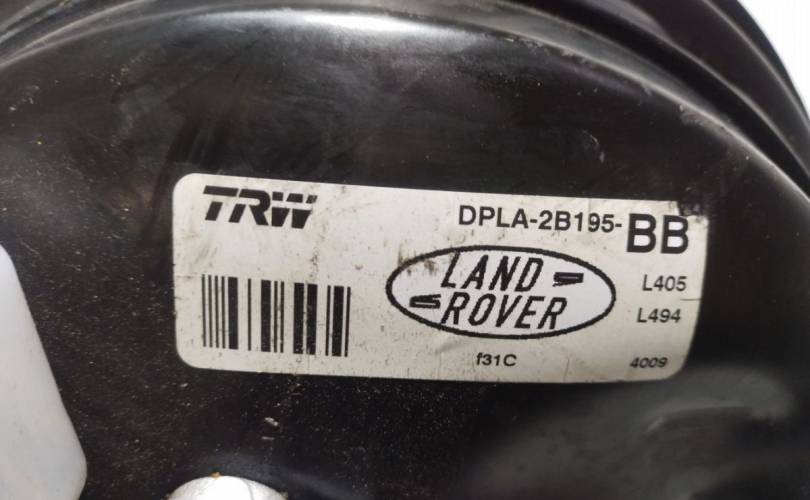 TRW
DPLA-2B195-BB
LAND
ROVER
L405
L494
f31C
4009